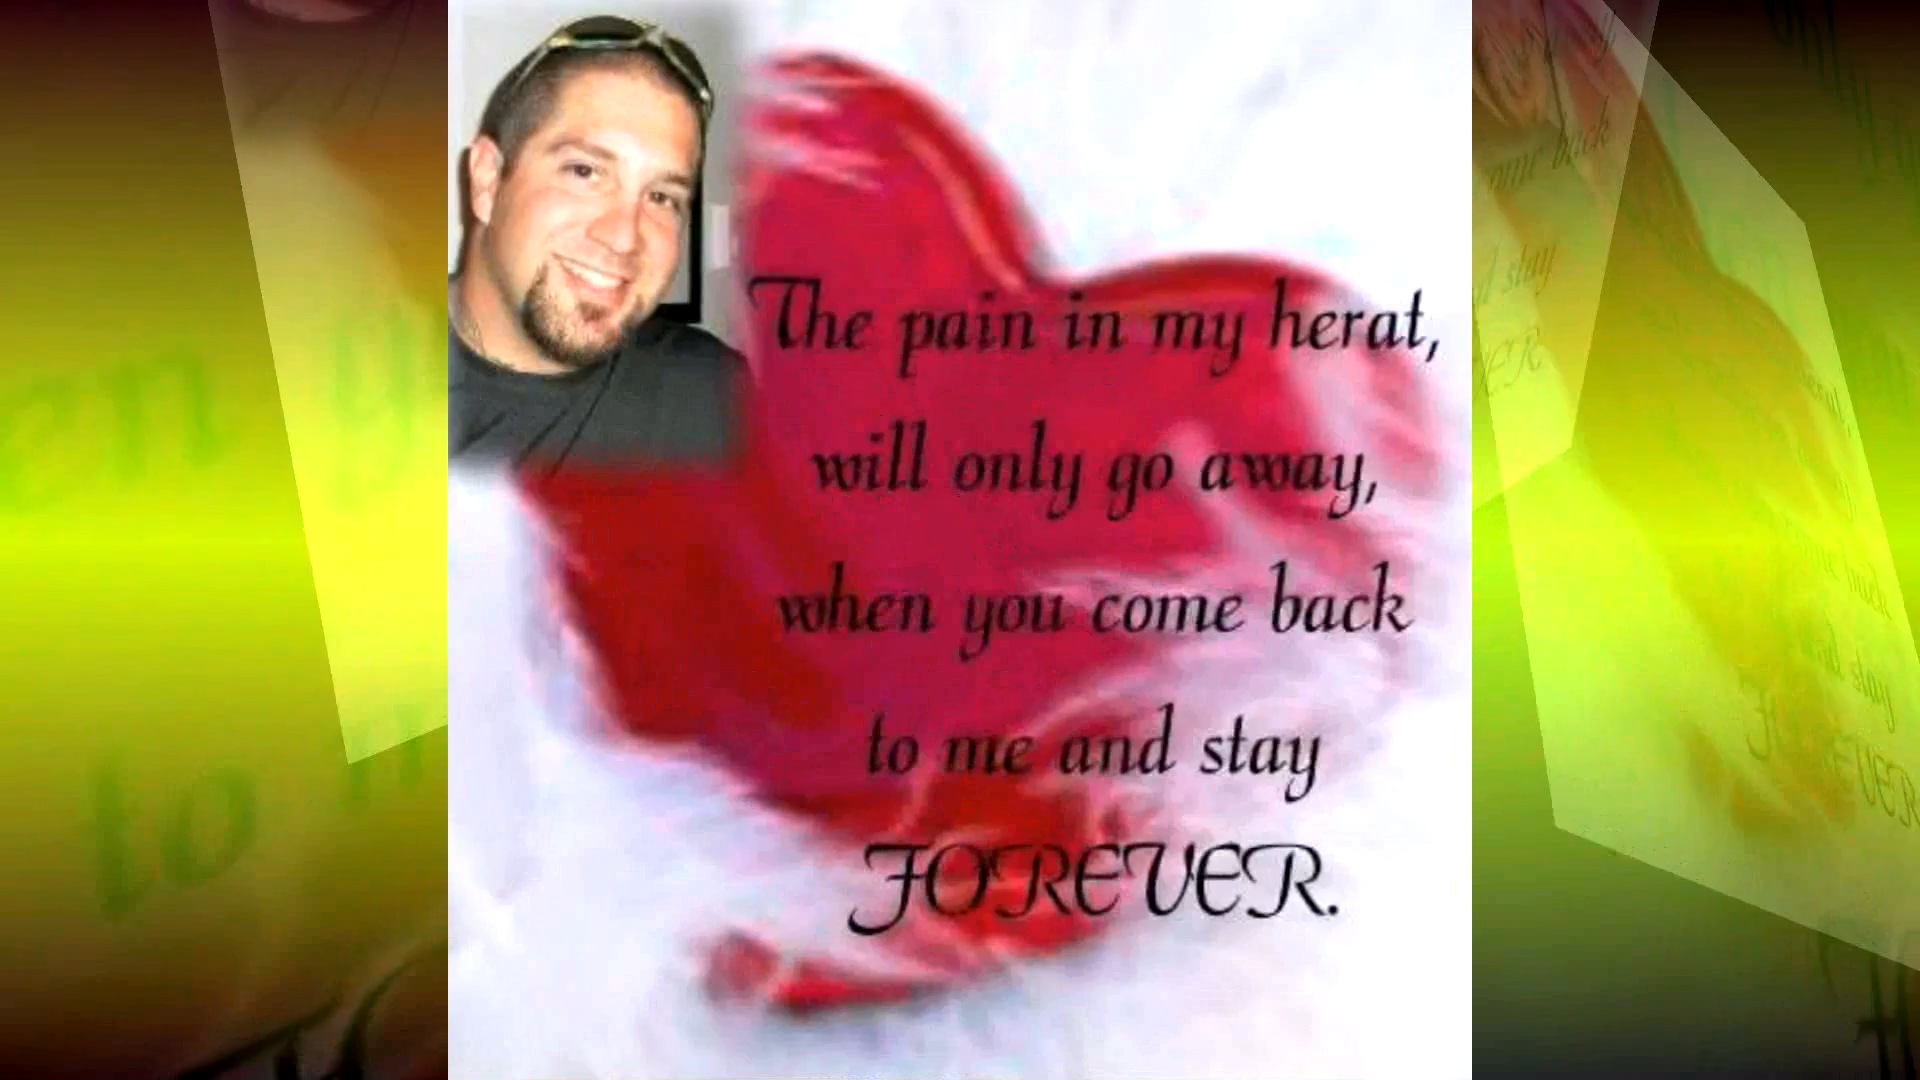 The pain in my herat,
will only go away,
when you come back
to me and stay
FOREVER.